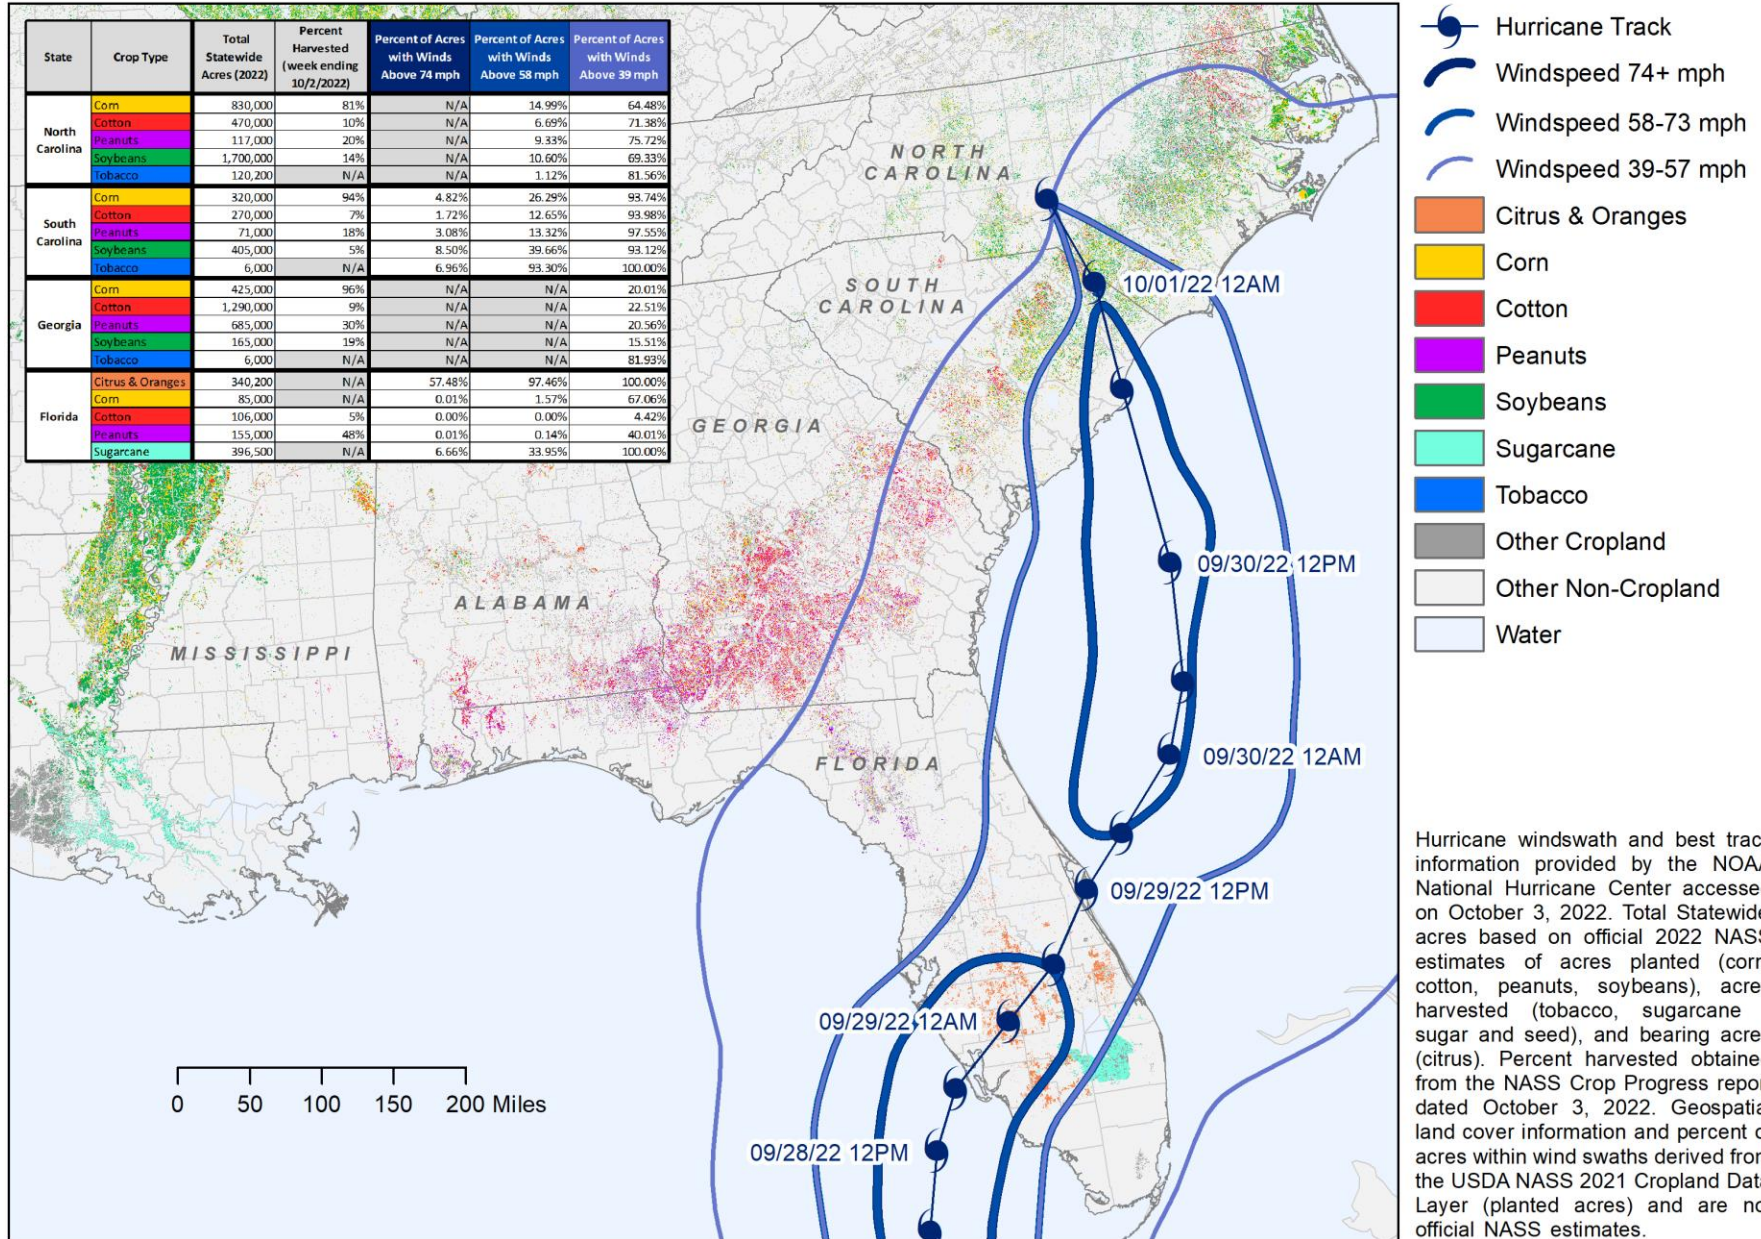 State Crop Type Total Statewide Acres (2022) Percent Harvested (week ending 10/2/2022) Percent of Acres with Winds Above 74 mph Percent of Acres with Winds Above 58 mph Percent of Acres with Winds Above 39 mph
North Carolina
Corn 830,000 81% N/A 14.99% 64.48%
Cotton 470,000 10% N/A 6.69% 71.38%
Peanuts 117,000 20% N/A 9.33% 75.72%
Soybeans 1,700,000 14% N/A 10.60% 69.33%
Tobacco 120,200 N/A N/A 1.12% 81.56%
South Carolina
Corn 320,000 94% 4.82% 26.29% 93.74%
Cotton 270,000 7% 1.72% 12.65% 93.98%
Peanuts 71,000 18% 3.08% 13.32% 97.55%
Soybeans 405,000 5% 8.50% 39.66% 93.12%
Tobacco 6,000 N/A 6.96% 93.30% 100.00%
Georgia
Corn 425,000 96% N/A N/A 20.01%
Cotton 1,290,000 9% N/A N/A 22.51%
Peanuts 685,000 30% N/A N/A 20.56%
Soybeans 165,000 19% N/A N/A 15.51%
Tobacco 6,000 N/A N/A N/A 81.93%
Florida
Citrus & Oranges 340,200 N/A 57.48% 97.46% 100.00%
Corn 85,000 N/A 0.01% 1.57% 67.06%
Cotton 106,000 5% 0.00% 0.00% 4.42%
Peanuts 155,000 48% 0.01% 0.14% 40.01%
Sugarcane 396,500 N/A 6.66% 33.95% 100.00%
NORTH
CAROLINA
SOUTH
CAROLINA
GEORGIA
ALABAMA
MISSISSIPPI
FLORIDA
10/01/22 12AM
09/30/22 12PM
09/30/22 12AM
09/29/22 12PM
09/29/22 12AM
09/28/22 12PM
0 50 100 150 200 Miles
Hurricane Track
Windspeed 74+ mph
Windspeed 58-73 mph
Windspeed 39-57 mph
Citrus & Oranges
Corn
Cotton
Peanuts
Soybeans
Sugarcane
Tobacco
Other Cropland
Other Non-Cropland
Water
Hurricane windswath and best trac
information provided by the NOAA
National Hurricane Center accesse
on October 3, 2022. Total Statewide
acres based on official 2022 NASS
estimates of acres planted (corn
cotton, peanuts, soybeans), acre
harvested (tobacco, sugarcane
sugar and seed), and bearing acre
(citrus). Percent harvested obtaine
from the NASS Crop Progress repor
dated October 3, 2022. Geospatia
land cover information and percent o
acres within wind swaths derived from
the USDA NASS 2021 Cropland Data
Layer (planted acres) and are no
official NASS estimates.